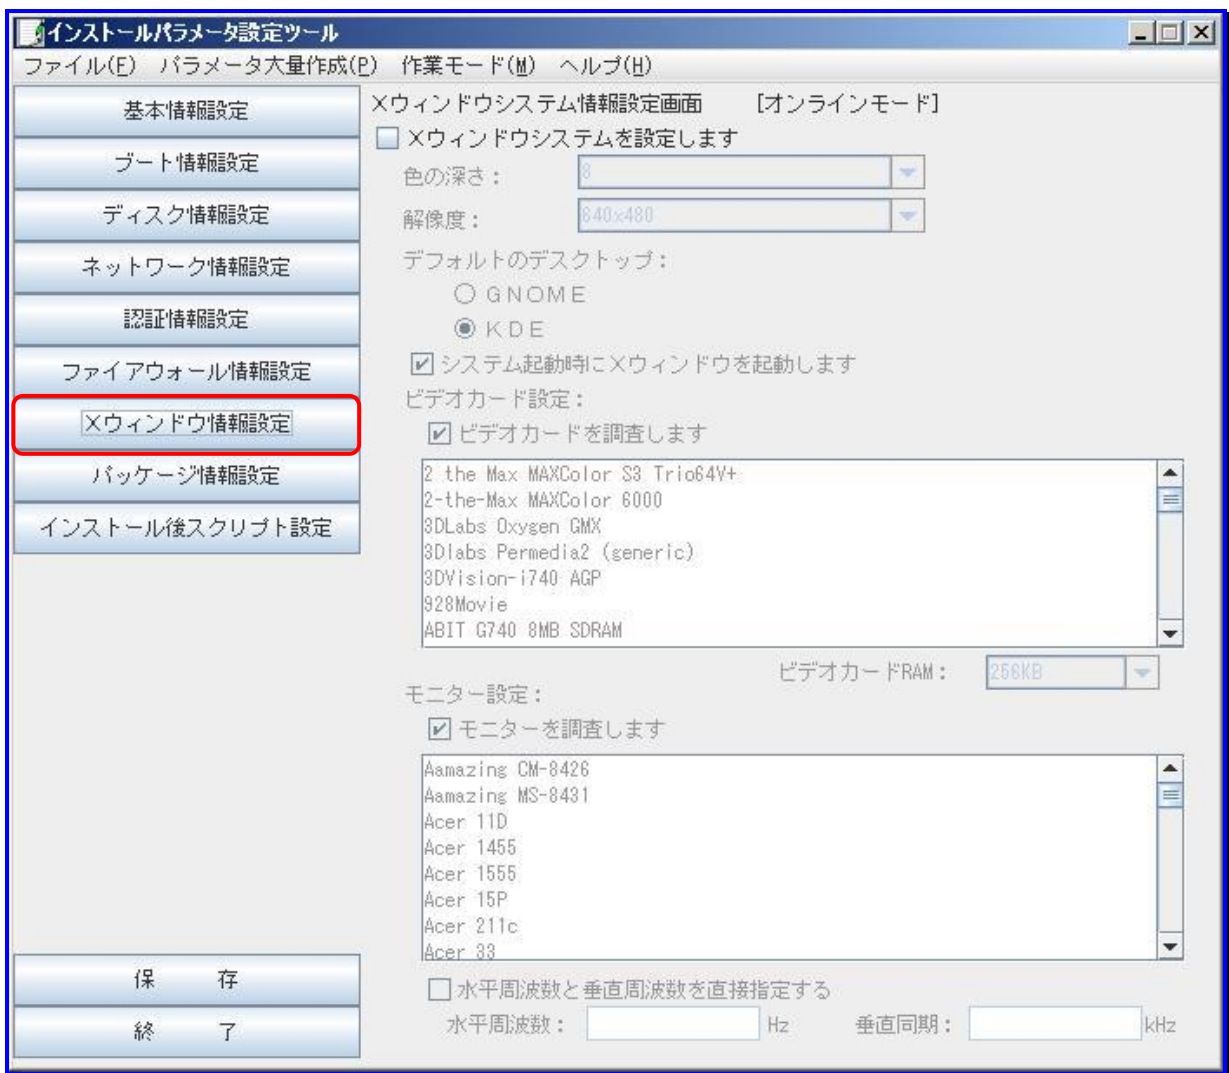 インストールパラメータ設定ツール
ファイル(F) パラメータ大量作成(P) 作業モード(M) ヘルプ(H)
基本情報設定
ブート情報設定
ディスク情報設定
ネットワーク情報設定
認証情報設定
ファイアウォール情報設定
Xウィンドウ情報設定
パッケージ情報設定
インストール後スクリプト設定
保 存
終 了
Xウィンドウシステム情報設定画面 [オンラインモード]
Xウィンドウシステムを設定します
色の深さ: 8
解像度: 640x480
デフォルトのデスクトップ:
GNOME
KDE
システム起動時にXウィンドウを起動します
ビデオカード設定:
ビデオカードを調査します
2 the Max MAXColor S3 Trio64V+
2-the-Max MAXColor 6000
3DLabs Oxygen GMX
3Dlabs Permedia2 (generic)
3DVision-i740 AGP
928Movie
ABIT G740 8MB SDRAM
ビデオカードRAM: 256KB
モニター設定:
モニターを調査します
Aamazing CM-8426
Aamazing MS-8431
Acer 11D
Acer 1455
Acer 1555
Acer 15P
Acer 211c
Acer 33
水平周波数と垂直周波数を直接指定する
水平周波数: Hz 垂直同期: kHz